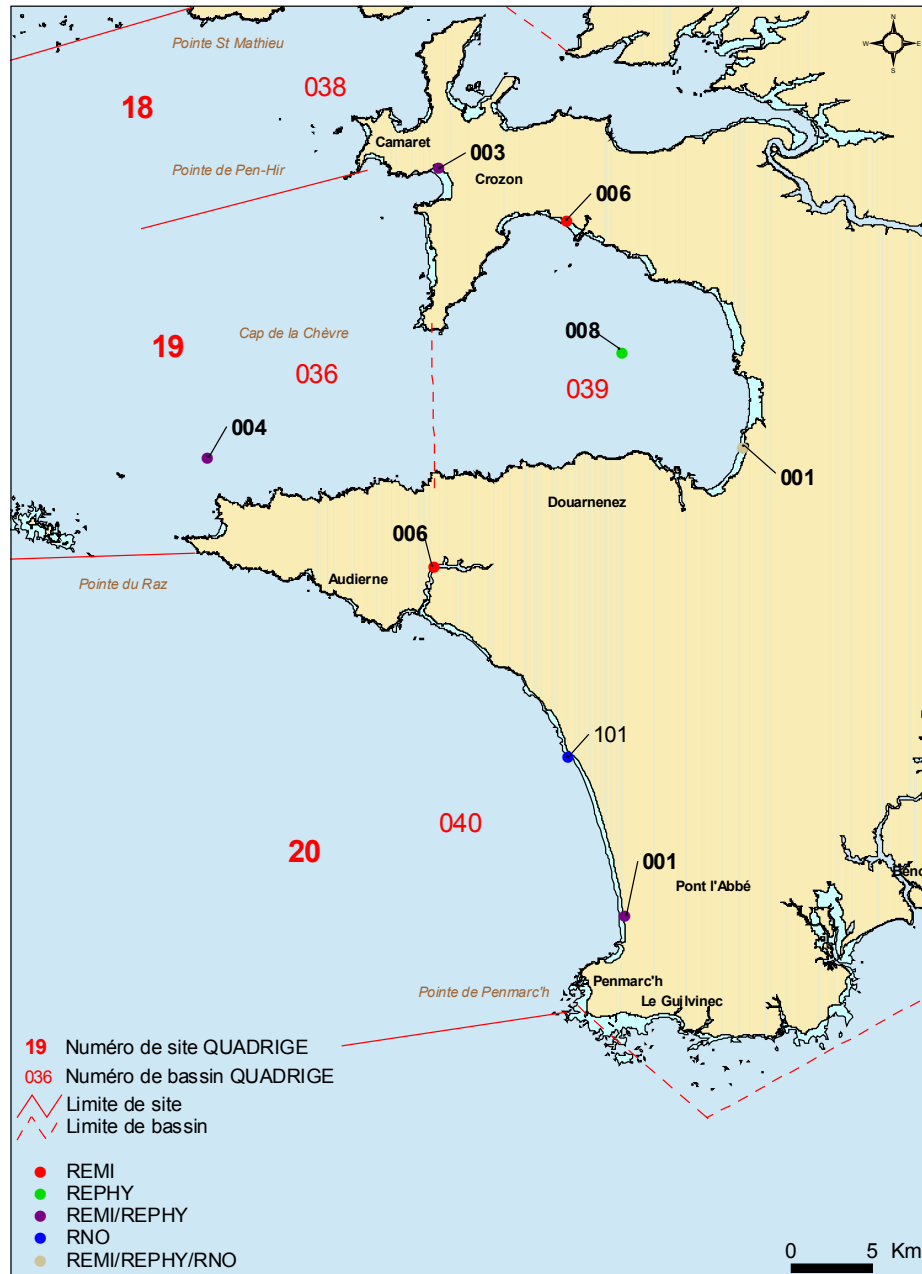 Pointe St Mathieu
N
W
E
S
038
18
Camaret
003
Pointe de Pen-Hir
Crozon
006
Cap de la Chèvre
008
19
036
039
004
001
Douarnenez
006
Audierne
Pointe du Raz
101
040
20
001
Pont l'Abbé
Béno
Penmarc'h
Pointe de Penmarc'h
Le Guilvinec
19 Numéro de site QUADRIGE
036 Numéro de bassin QUADRIGE
Limite de site
Limite de bassin
REMI
REPHY
REMI/REPHY
RNO
REMI/REPHY/RNO
0 5 Km